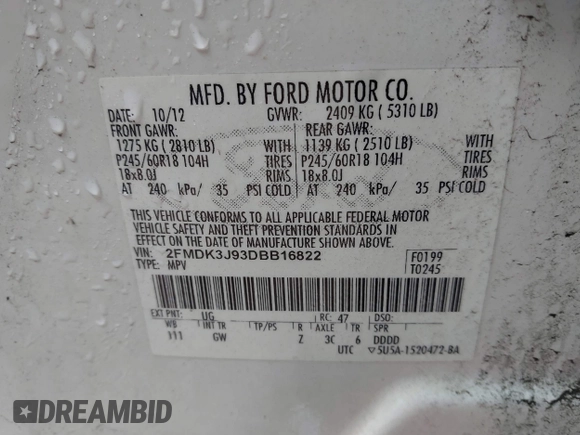 MFD. BY FORD MOTOR CO.
DATE: 10/12 GVWR: 2409 KG ( 5310 LB)
FRONT GAWR: REAR GAWR:
1275 KG ( 2810 LB) WITH 1139 KG ( 2510 LB) WITH
P245/60R18 104H TIRES P245/60R18 104H TIRES
18x8.0J RIMS 18x8.0J RIMS
AT 240 kPa/ 35 PSI COLD AT 240 kPa/ 35 PSI COLD
THIS VEHICLE CONFORMS TO ALL APPLICABLE FEDERAL MOTOR
VEHICLE SAFETY AND THEFT PREVENTION STANDARDS IN
EFFECT ON THE DATE OF MANUFACTURE SHOWN ABOVE.
VIN: 2FMDK3J93DBB16822 F0199
TYPE: MPV T0245
EXT PNT: UG RC: 47 DSO:
WB INT TR TP/PS R AXLE TR SPR
GW Z 3C 6 DDDD
UTC ▽5U5A-1520472-BA
DREAMBID